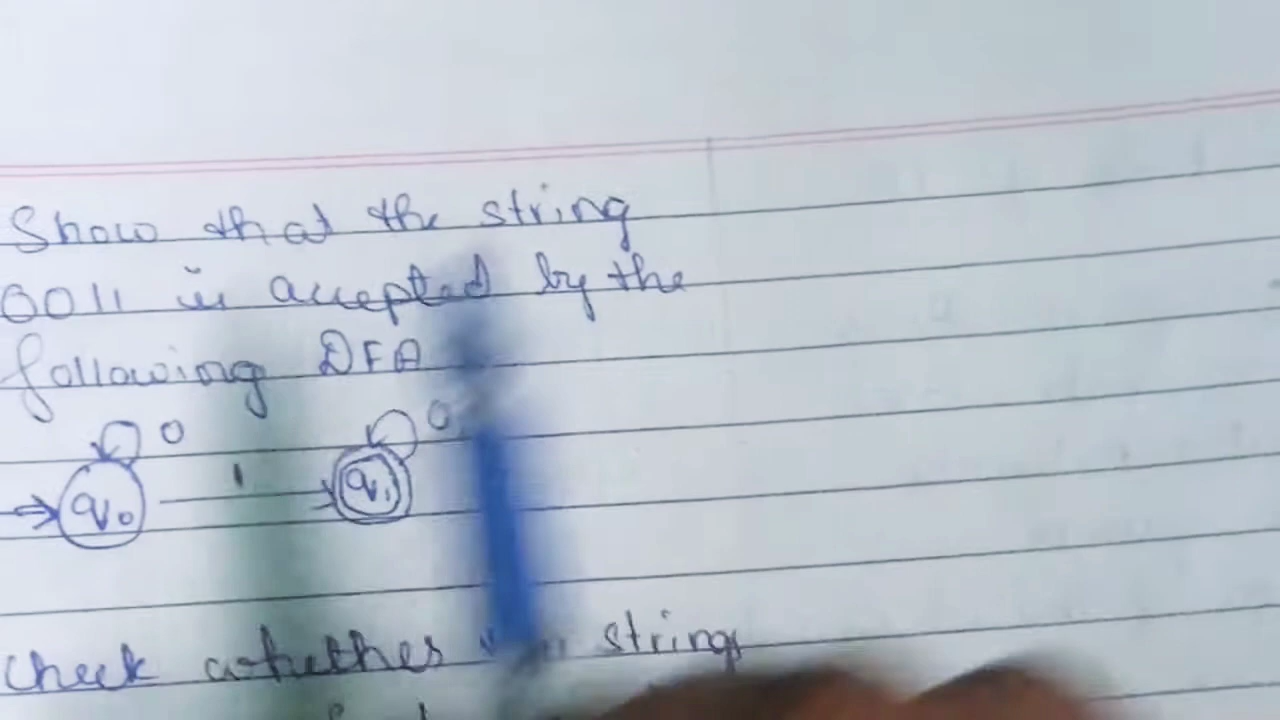 Show that the string
0011 is accepted by the
following DFA
0 0
1
q0 q1
check whether string